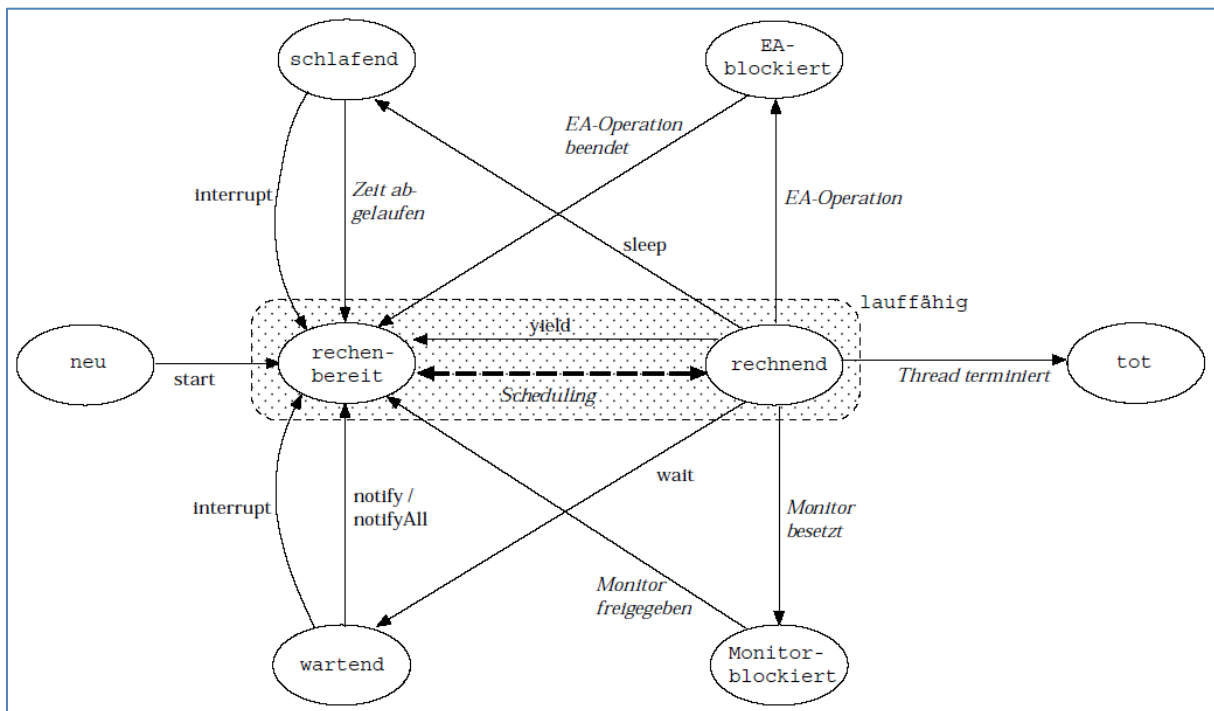 schlafend
EA-
blockiert
EA-Operation
beendet
interrupt
Zeit ab-
gelaufen
EA-Operation
sleep
lauffähig
yield
neu
start
rechen-
bereit
Scheduling
rechnend
Thread terminiert
tot
wait
interrupt
notify /
notifyAll
Monitor
besetzt
Monitor
freigegeben
wartend
Monitor-
blockiert